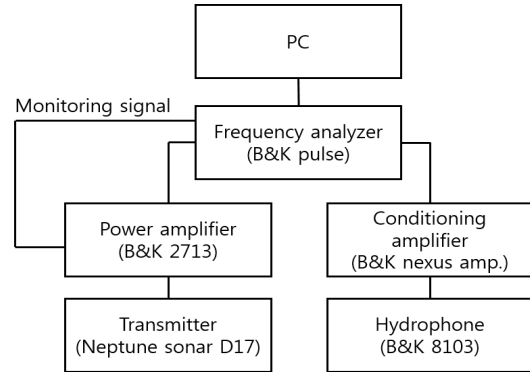 PC
Monitoring signal
Frequency analyzer
(B&K pulse)
Power amplifier
(B&K 2713)
Conditioning
amplifier
(B&K nexus amp.)
Transmitter
(Neptune sonar D17)
Hydrophone
(B&K 8103)